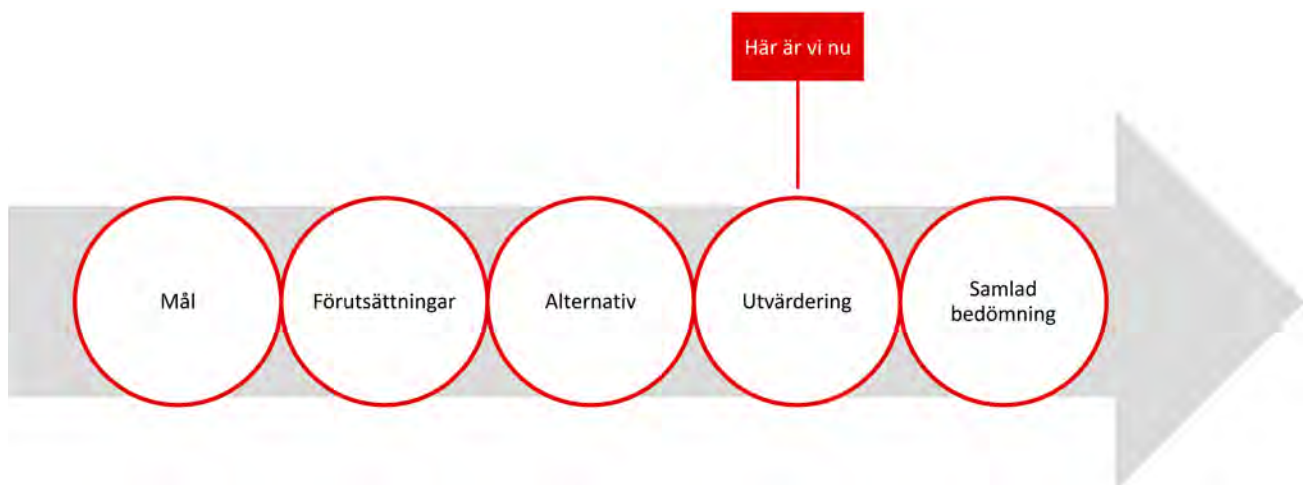 Här är vi nu
Mål
Förutsättningar
Alternativ
Utvärdering
Samlad
bedömning